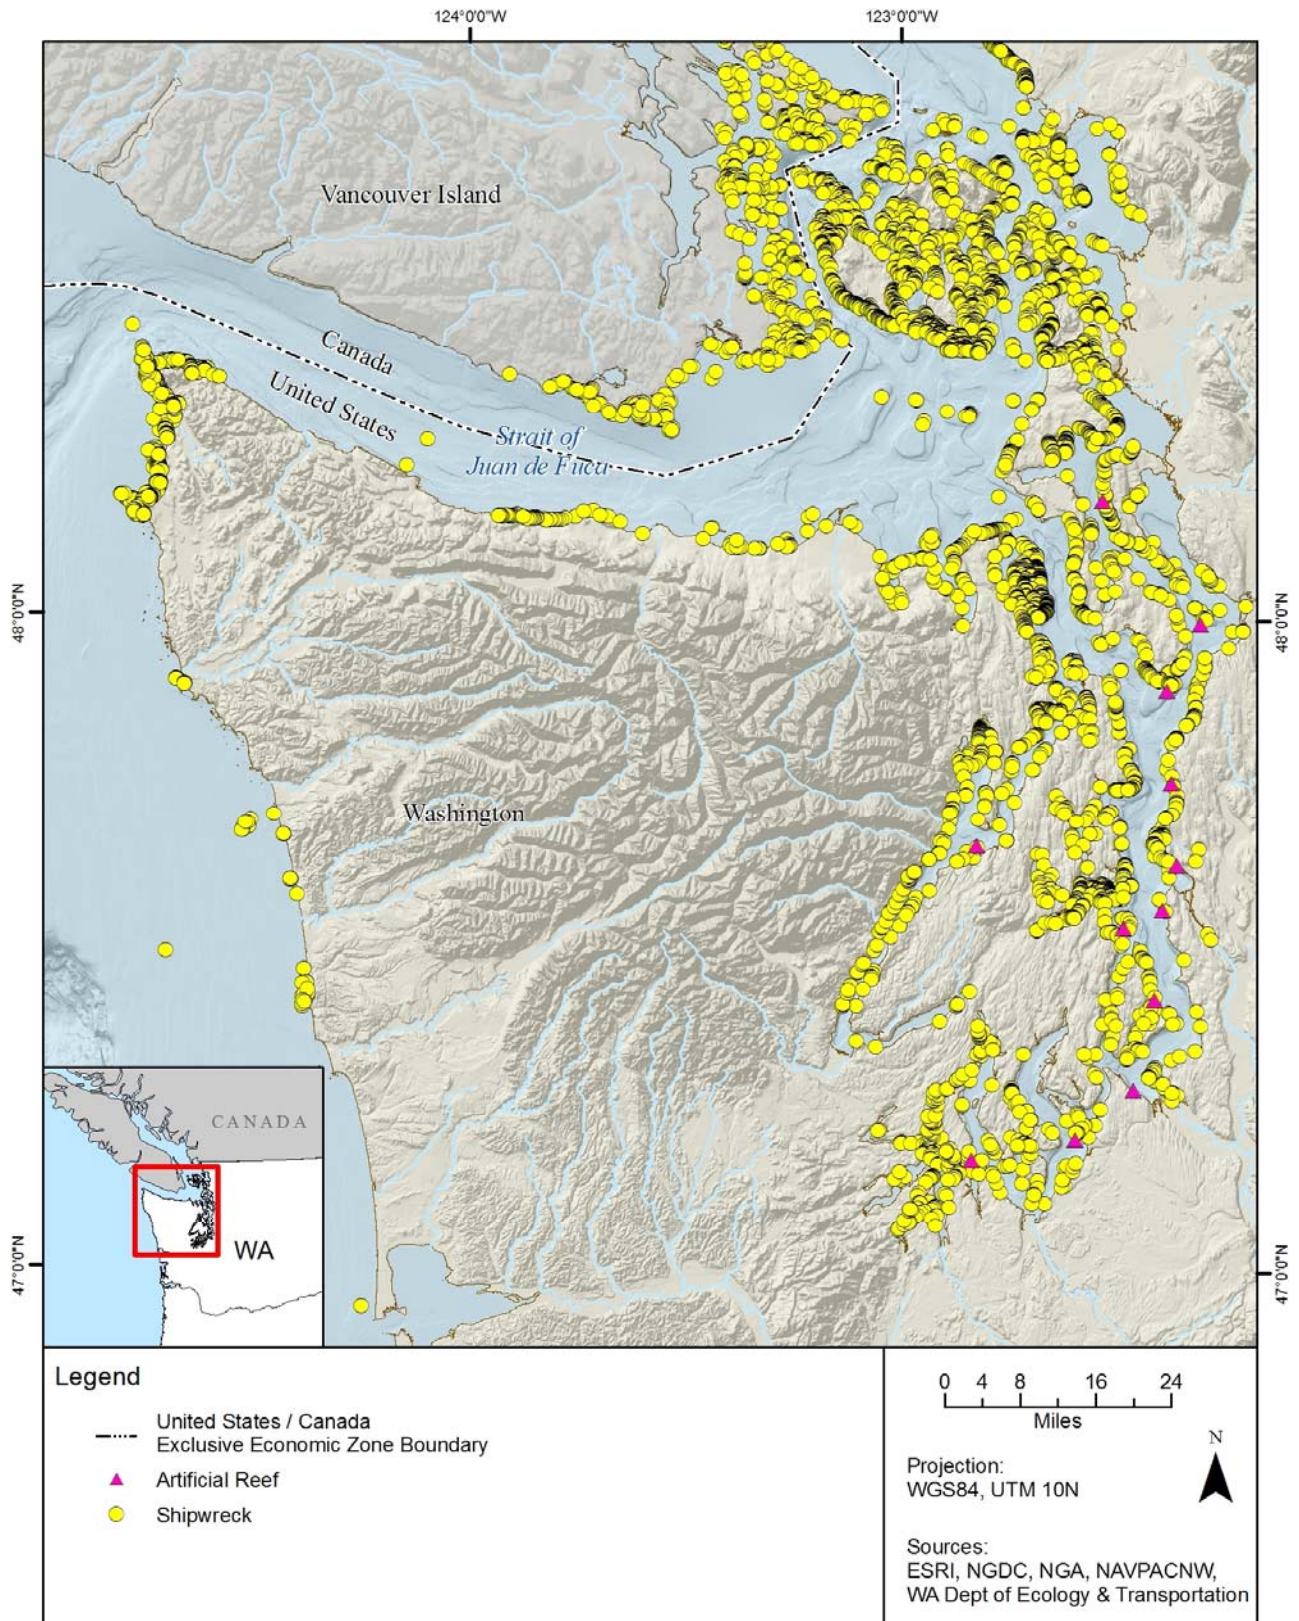 124°0'0"W
123°0'0"W
Vancouver Island
Canada
United States
Strait of
Juan de Fuca
48°0'0"N
48°0'0"N
Washington
CANADA
WA
47°0'0"N
47°0'0"N
Legend
United States / Canada
Exclusive Economic Zone Boundary
Artificial Reef
Shipwreck
0 4 8 16 24
Miles
N
Projection:
WGS84, UTM 10N
Sources:
ESRI, NGDC, NGA, NAVPACNW,
WA Dept of Ecology & Transportation